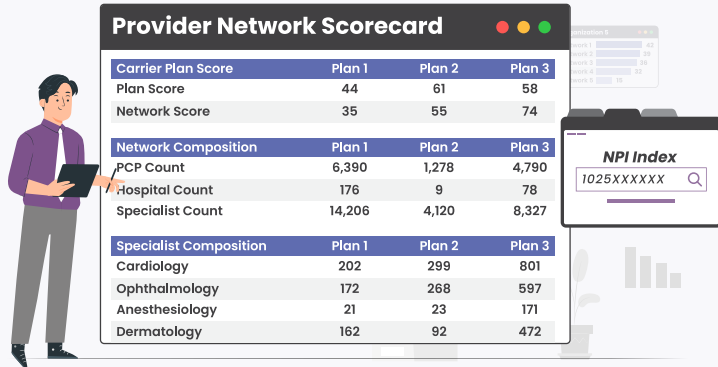 Provider Network Scorecard
Carrier Plan Score Plan 1 Plan 2 Plan 3
Plan Score 44 61 58
Network Score 35 55 74
Network Composition Plan 1 Plan 2 Plan 3
PCP Count 6,390 1,278 4,790
Hospital Count 176 9 78
Specialist Count 14,206 4,120 8,327
Specialist Composition Plan 1 Plan 2 Plan 3
Cardiology 202 299 801
Ophthalmology 172 268 597
Anesthesiology 21 23 171
Dermatology 162 92 472
NPI Index
1025XXXXXX